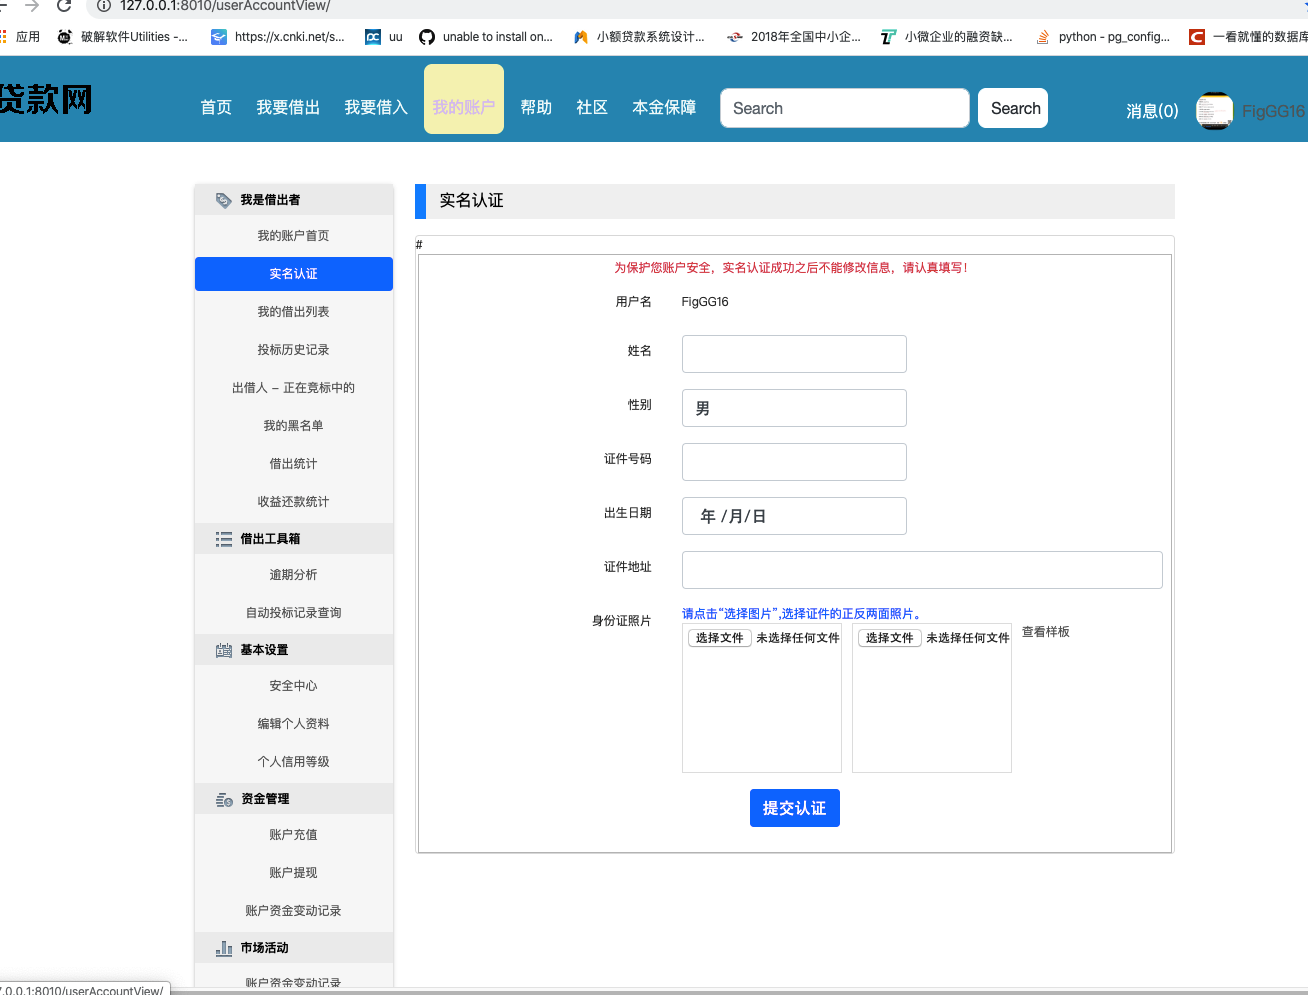 127.0.0.1:8010/userAccountView/
应用 破解软件Utilities -... https://x.cnki.net/s... uu unable to install on... 小额贷款系统设计... 2018年全国中小企... 小微企业的融资缺... python - pg_config... 一看就懂的数据库
贷款网 首页 我要借出 我要借入 我的账户 帮助 社区 本金保障 Search Search 消息(0) FigGG16
我是借出者
我的账户首页
实名认证
我的借出列表
投标历史记录
出借人 - 正在竞标中的
我的黑名单
借出统计
收益还款统计
借出工具箱
逾期分析
自动投标记录查询
基本设置
安全中心
编辑个人资料
个人信用等级
资金管理
账户充值
账户提现
账户资金变动记录
市场活动
账户资金变动记录
实名认证
#
为保护您账户安全，实名认证成功之后不能修改信息，请认真填写！
用户名 FigGG16
姓名
性别 男
证件号码
出生日期 年 /月/日
证件地址
身份证照片 请点击“选择图片”,选择证件的正反两面照片。
选择文件 未选择任何文件 选择文件 未选择任何文件 查看样板
提交认证
7.0.0.1:8010/userAccountView/